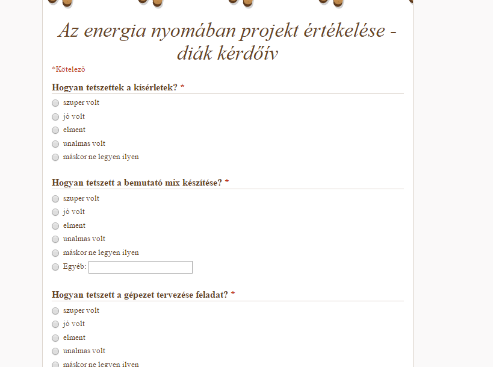 Az energia nyomában projekt értékelése -
diák kérdőív
*Kötelező
Hogyan tetszettek a kísérletek? *
szuper volt
jó volt
elment
unalmas volt
máskor ne legyen ilyen
Hogyan tetszett a bemutató mix készítése? *
szuper volt
jó volt
elment
unalmas volt
máskor ne legyen ilyen
Egyéb:
Hogyan tetszett a gépezet tervezése feladat? *
szuper volt
jó volt
elment
unalmas volt
máskor ne legyen ilyen